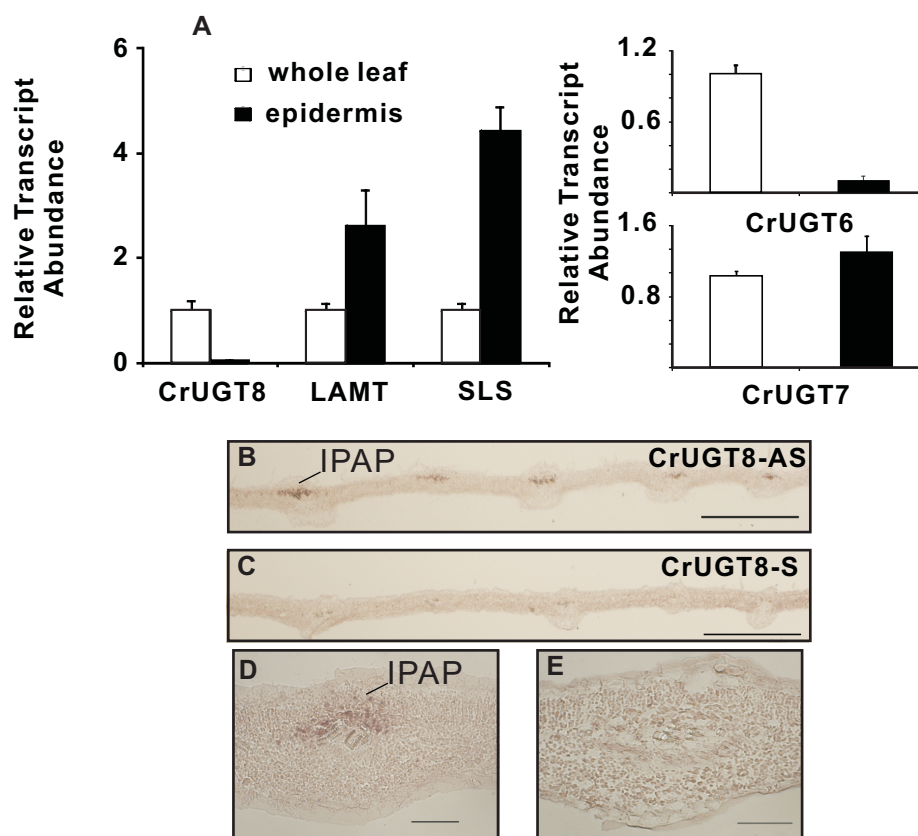 A
Relative Transcript
Abundance
6
4
2
0
whole leaf
epidermis
CrUGT8 LAMT SLS
Relative Transcript
Abundance
1.2
0.6
CrUGT6
1.6
0.8
CrUGT7
B
IPAP
CrUGT8-AS
C
CrUGT8-S
D
IPAP
E